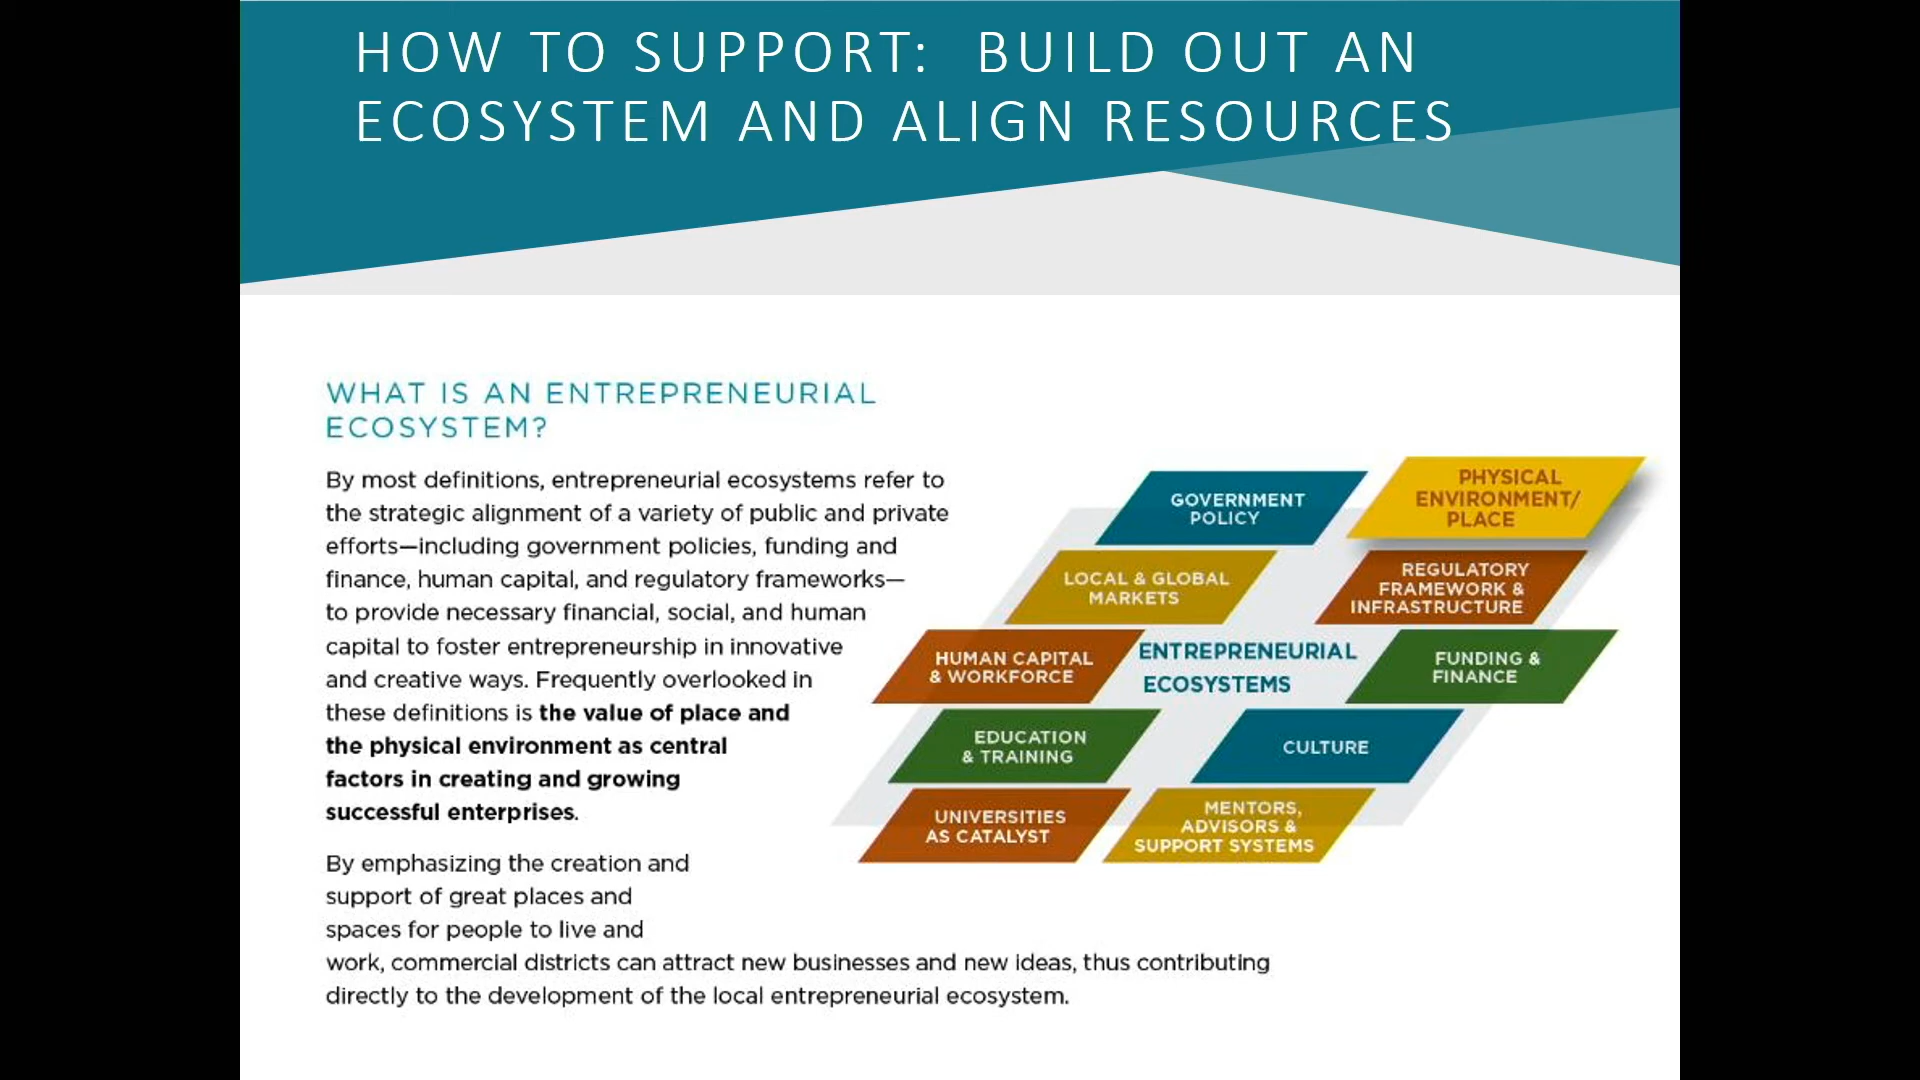 HOW TO SUPPORT: BUILD OUT AN
ECOSYSTEM AND ALIGN RESOURCES
WHAT IS AN ENTREPRENEURIAL
ECOSYSTEM?
By most definitions, entrepreneurial ecosystems refer to
the strategic alignment of a variety of public and private
efforts—including government policies, funding and
finance, human capital, and regulatory frameworks—
to provide necessary financial, social, and human
capital to foster entrepreneurship in innovative
and creative ways. Frequently overlooked in
these definitions is the value of place and
the physical environment as central
factors in creating and growing
successful enterprises.
By emphasizing the creation and
support of great places and
spaces for people to live and
work, commercial districts can attract new businesses and new ideas, thus contributing
directly to the development of the local entrepreneurial ecosystem.
GOVERNMENT
POLICY
PHYSICAL
ENVIRONMENT/
PLACE
LOCAL & GLOBAL
MARKETS
REGULATORY
FRAMEWORK &
INFRASTRUCTURE
HUMAN CAPITAL
& WORKFORCE
ENTREPRENEURIAL
ECOSYSTEMS
FUNDING &
FINANCE
EDUCATION
& TRAINING
CULTURE
UNIVERSITIES
AS CATALYST
MENTORS,
ADVISORS &
SUPPORT SYSTEMS